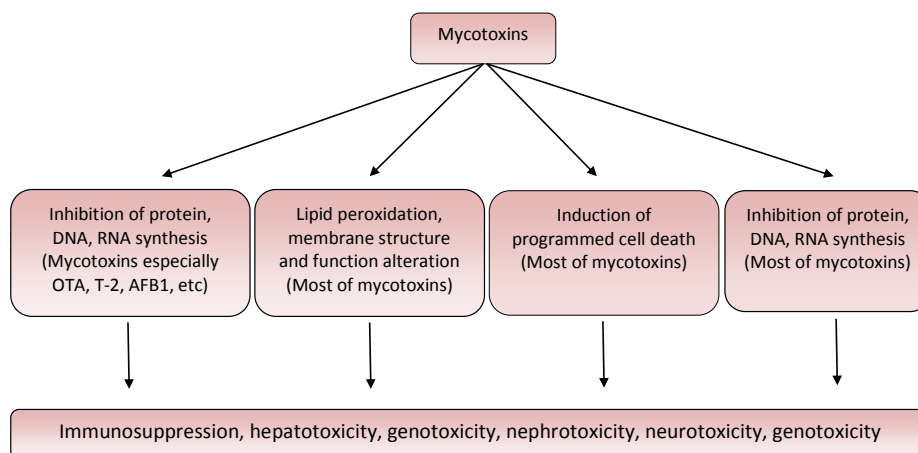 Mycotoxins
Inhibition of protein,
DNA, RNA synthesis
(Mycotoxins especially
OTA, T-2, AFB1, etc)
Lipid peroxidation,
membrane structure
and function alteration
(Most of mycotoxins)
Induction of
programmed cell death
(Most of mycotoxins)
Inhibition of protein,
DNA, RNA synthesis
(Most of mycotoxins)
Immunosuppression, hepatotoxicity, genotoxicity, nephrotoxicity, neurotoxicity, genotoxicity